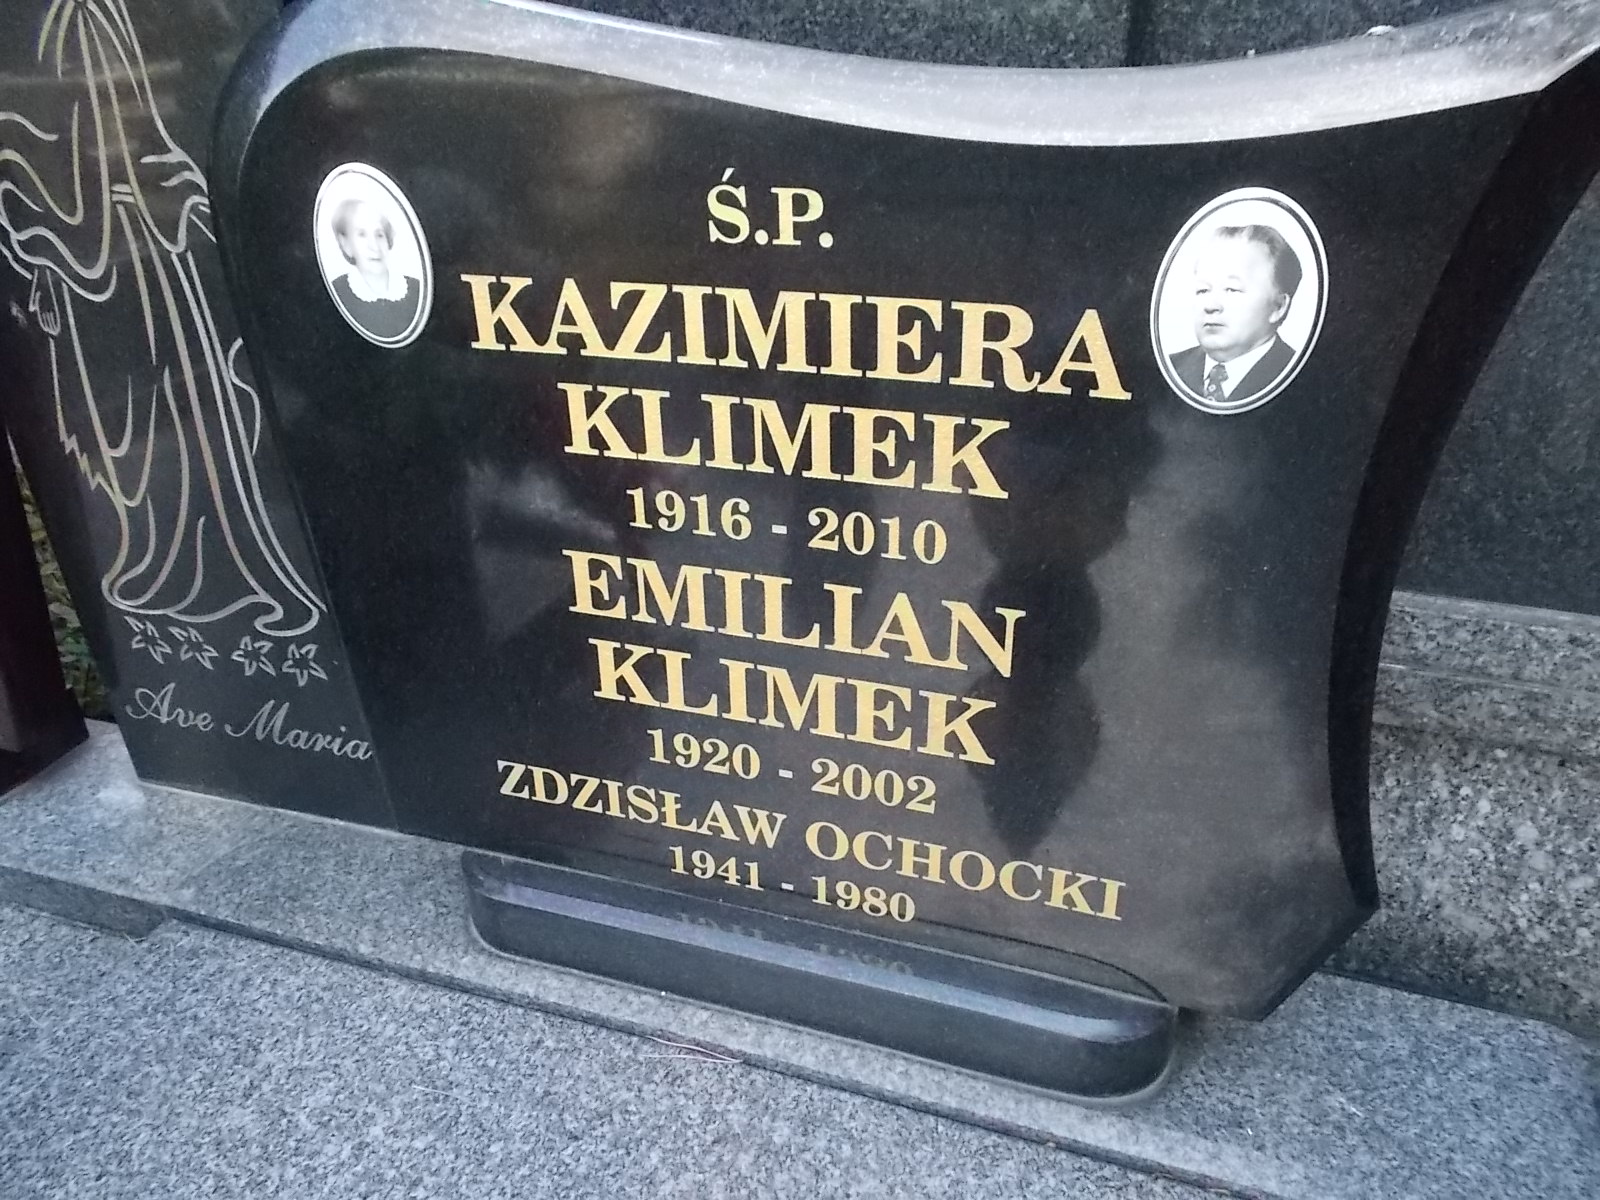 Ś.P.
KAZIMIERA
KLIMEK
1916 - 2010
EMILIAN
KLIMEK
1920 - 2002
ZDZISŁAW OCHOCKI
1941 - 1980
Ave Maria